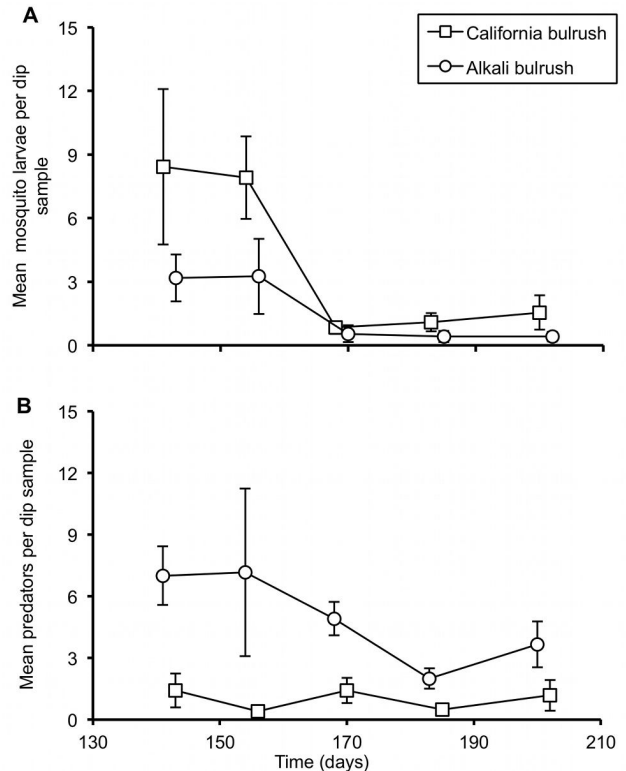 A
California bulrush
Alkali bulrush
Mean mosquito larvae per dip
sample
15
12
9
6
3
0
B
Mean predators per dip sample
15
12
9
6
3
0
130
150
170
190
210
Time (days)